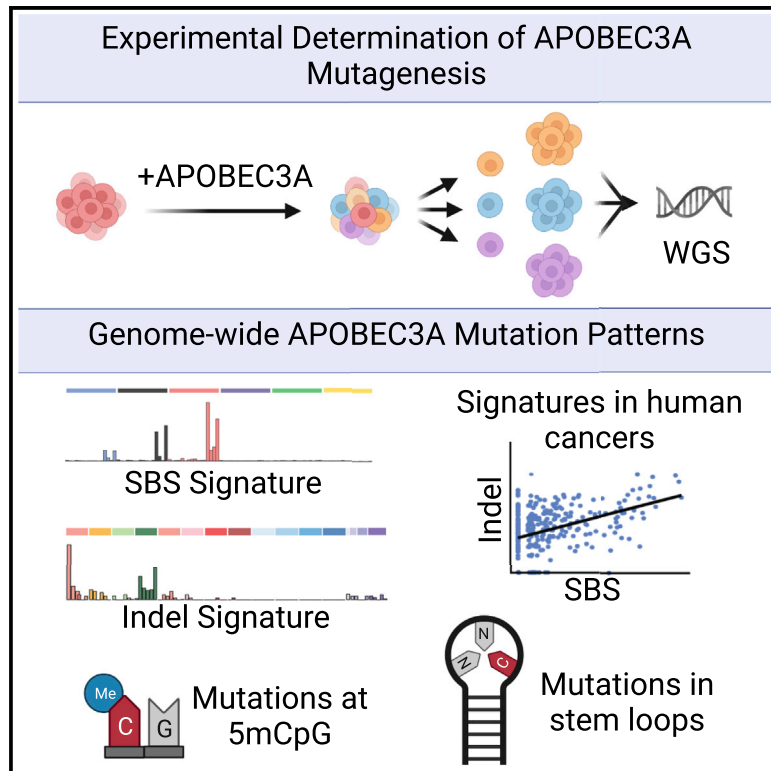 Experimental Determination of APOBEC3A
Mutagenesis
+APOBEC3A
WGS
Genome-wide APOBEC3A Mutation Patterns
SBS Signature
Signatures in human
cancers
Indel
SBS
Indel Signature
Me
C
G
Mutations at
5mCpG
N
N
C
Mutations in
stem loops